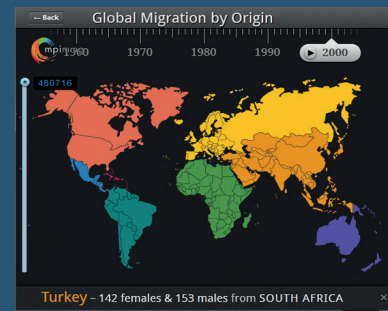 ← Back Global Migration by Origin
1960 1970 1980 1990 2000
480716
Turkey – 142 females & 153 males from SOUTH AFRICA ×